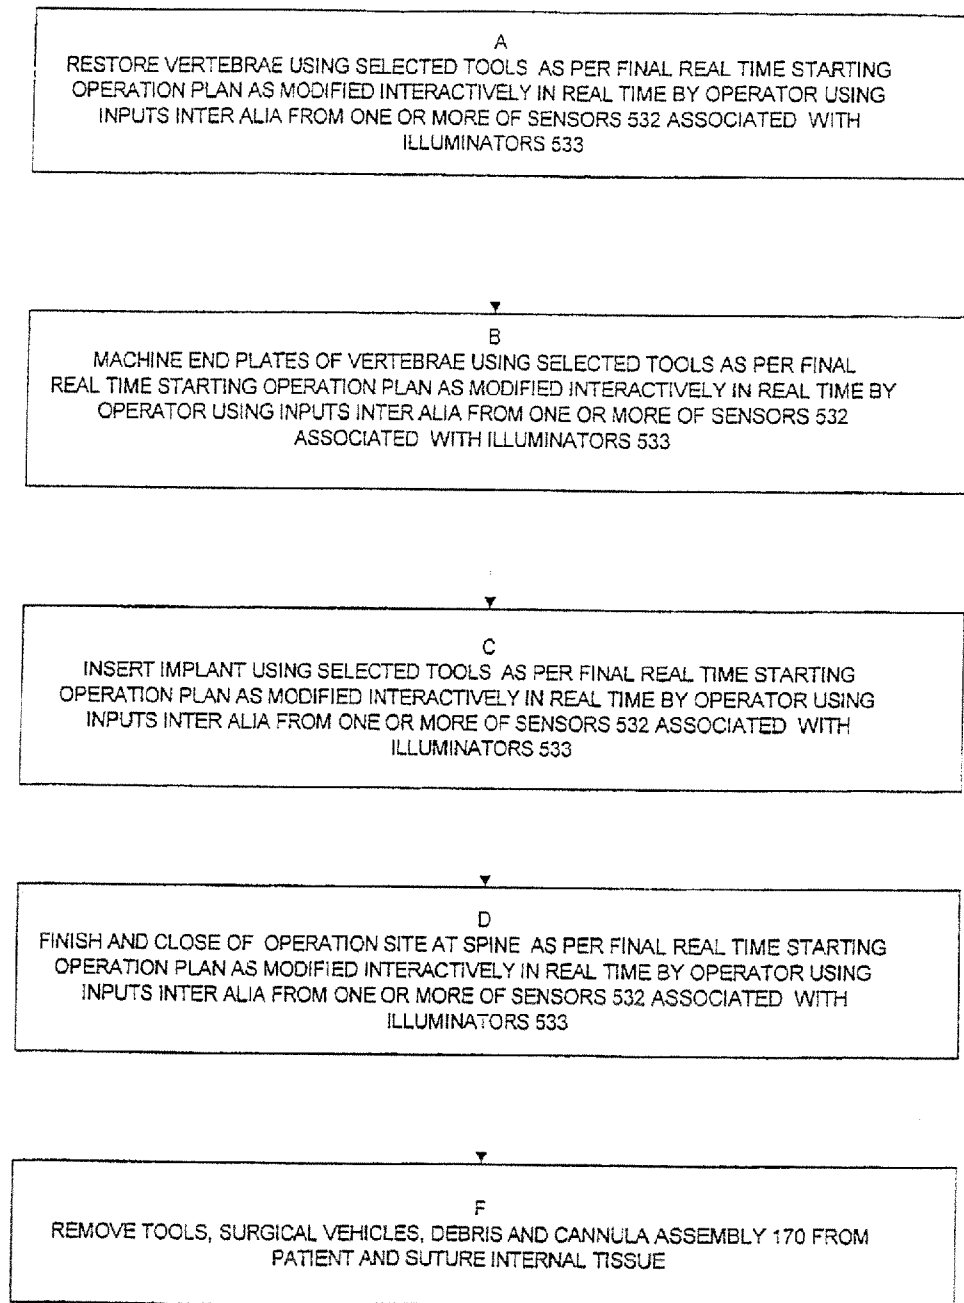 A
RESTORE VERTEBRAE USING SELECTED TOOLS AS PER FINAL REAL TIME STARTING
OPERATION PLAN AS MODIFIED INTERACTIVELY IN REAL TIME BY OPERATOR USING
INPUTS INTER ALIA FROM ONE OR MORE OF SENSORS 532 ASSOCIATED WITH
ILLUMINATORS 533
B
MACHINE END PLATES OF VERTEBRAE USING SELECTED TOOLS AS PER FINAL
REAL TIME STARTING OPERATION PLAN AS MODIFIED INTERACTIVELY IN REAL TIME BY
OPERATOR USING INPUTS INTER ALIA FROM ONE OR MORE OF SENSORS 532
ASSOCIATED WITH ILLUMINATORS 533
C
INSERT IMPLANT USING SELECTED TOOLS AS PER FINAL REAL TIME STARTING
OPERATION PLAN AS MODIFIED INTERACTIVELY IN REAL TIME BY OPERATOR USING
INPUTS INTER ALIA FROM ONE OR MORE OF SENSORS 532 ASSOCIATED WITH
ILLUMINATORS 533
D
FINISH AND CLOSE OF OPERATION SITE AT SPINE AS PER FINAL REAL TIME STARTING
OPERATION PLAN AS MODIFIED INTERACTIVELY IN REAL TIME BY OPERATOR USING
INPUTS INTER ALIA FROM ONE OR MORE OF SENSORS 532 ASSOCIATED WITH
ILLUMINATORS 533
F
REMOVE TOOLS, SURGICAL VEHICLES, DEBRIS AND CANNULA ASSEMBLY 170 FROM
PATIENT AND SUTURE INTERNAL TISSUE